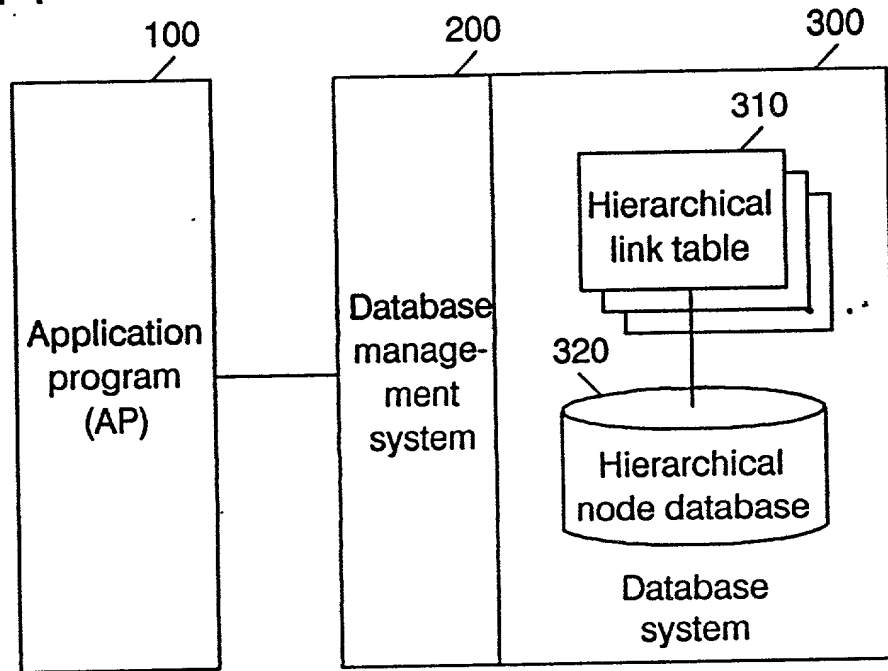 100
200
300
310
Hierarchical
link table
Application
program
(AP)
Database
manage-
ment
system
320
Hierarchical
node database
Database
system